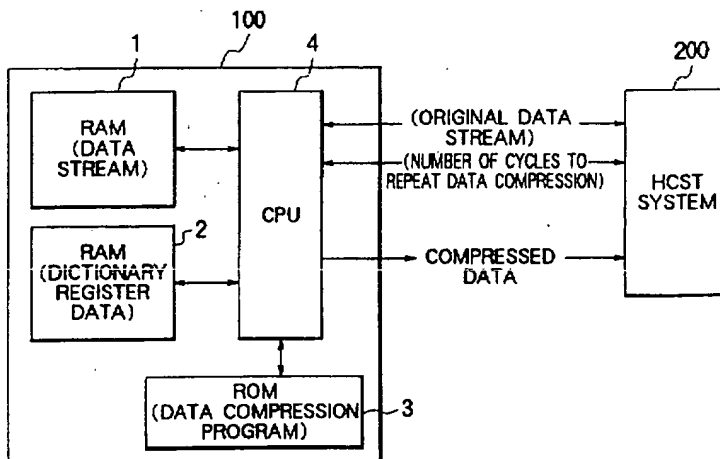 100
1
4
200
RAM
(DATA
STREAM)
CPU
(ORIGINAL DATA
STREAM)
(NUMBER OF CYCLES TO
REPEAT DATA COMPRESSION)
HCST
SYSTEM
2
RAM
(DICTIONARY
REGISTER
DATA)
COMPRESSED
DATA
ROM
(DATA COMPRESSION
PROGRAM)
3